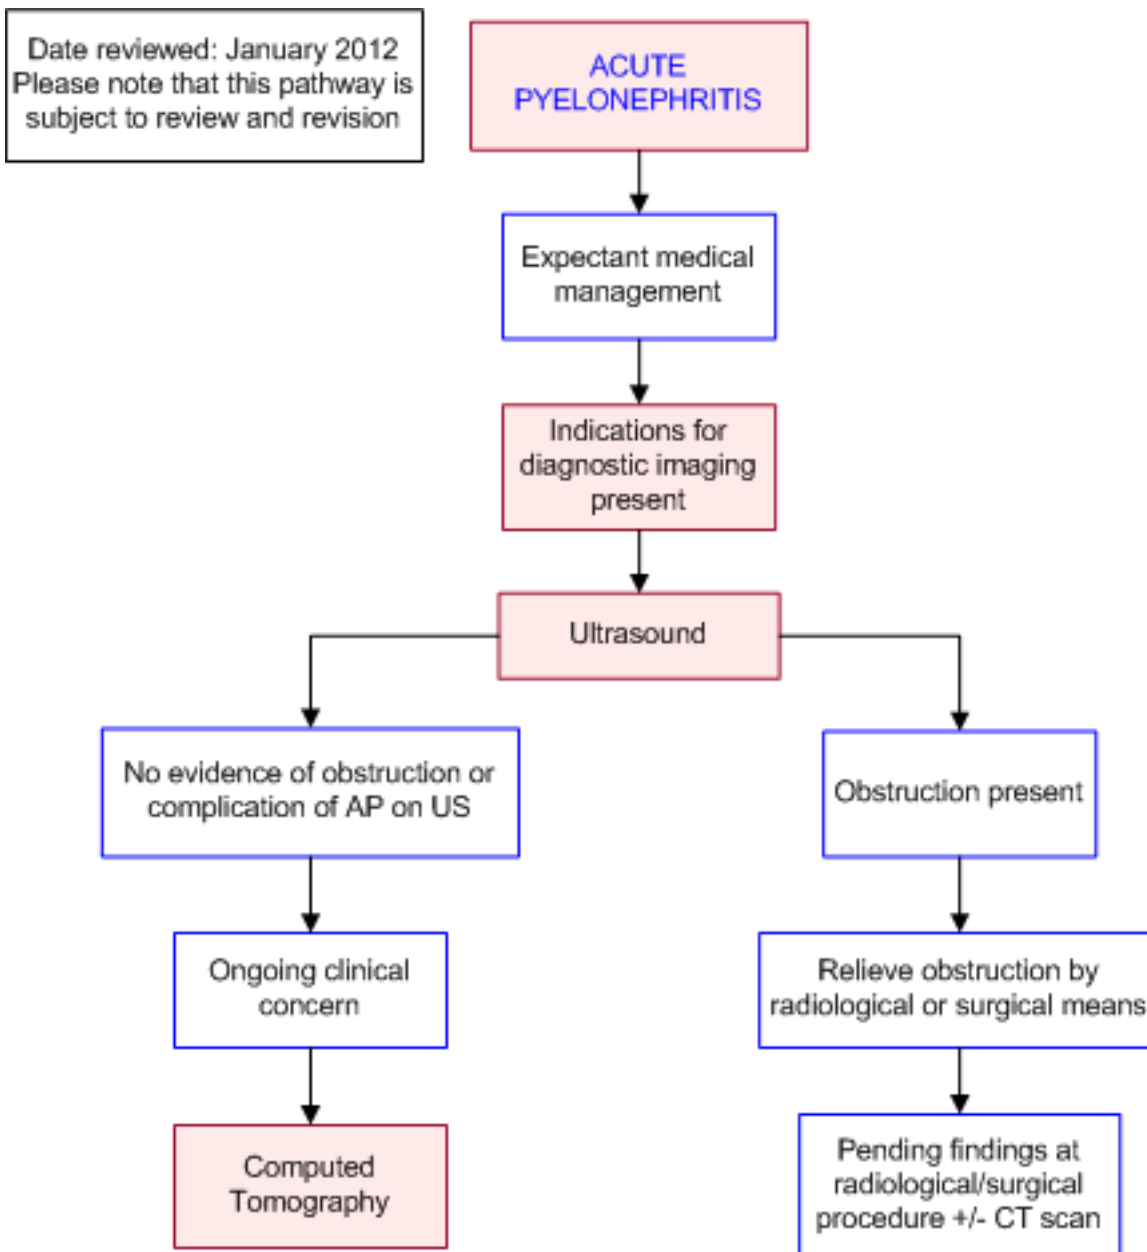 Date reviewed: January 2012
Please note that this pathway is
subject to review and revision
ACUTE
PYELONEPHRITIS
Expectant medical
management
Indications for
diagnostic imaging
present
Ultrasound
No evidence of obstruction or
complication of AP on US
Obstruction present
Ongoing clinical
concern
Relieve obstruction by
radiological or surgical means
Computed
Tomography
Pending findings at
radiological/surgical
procedure +/- CT scan